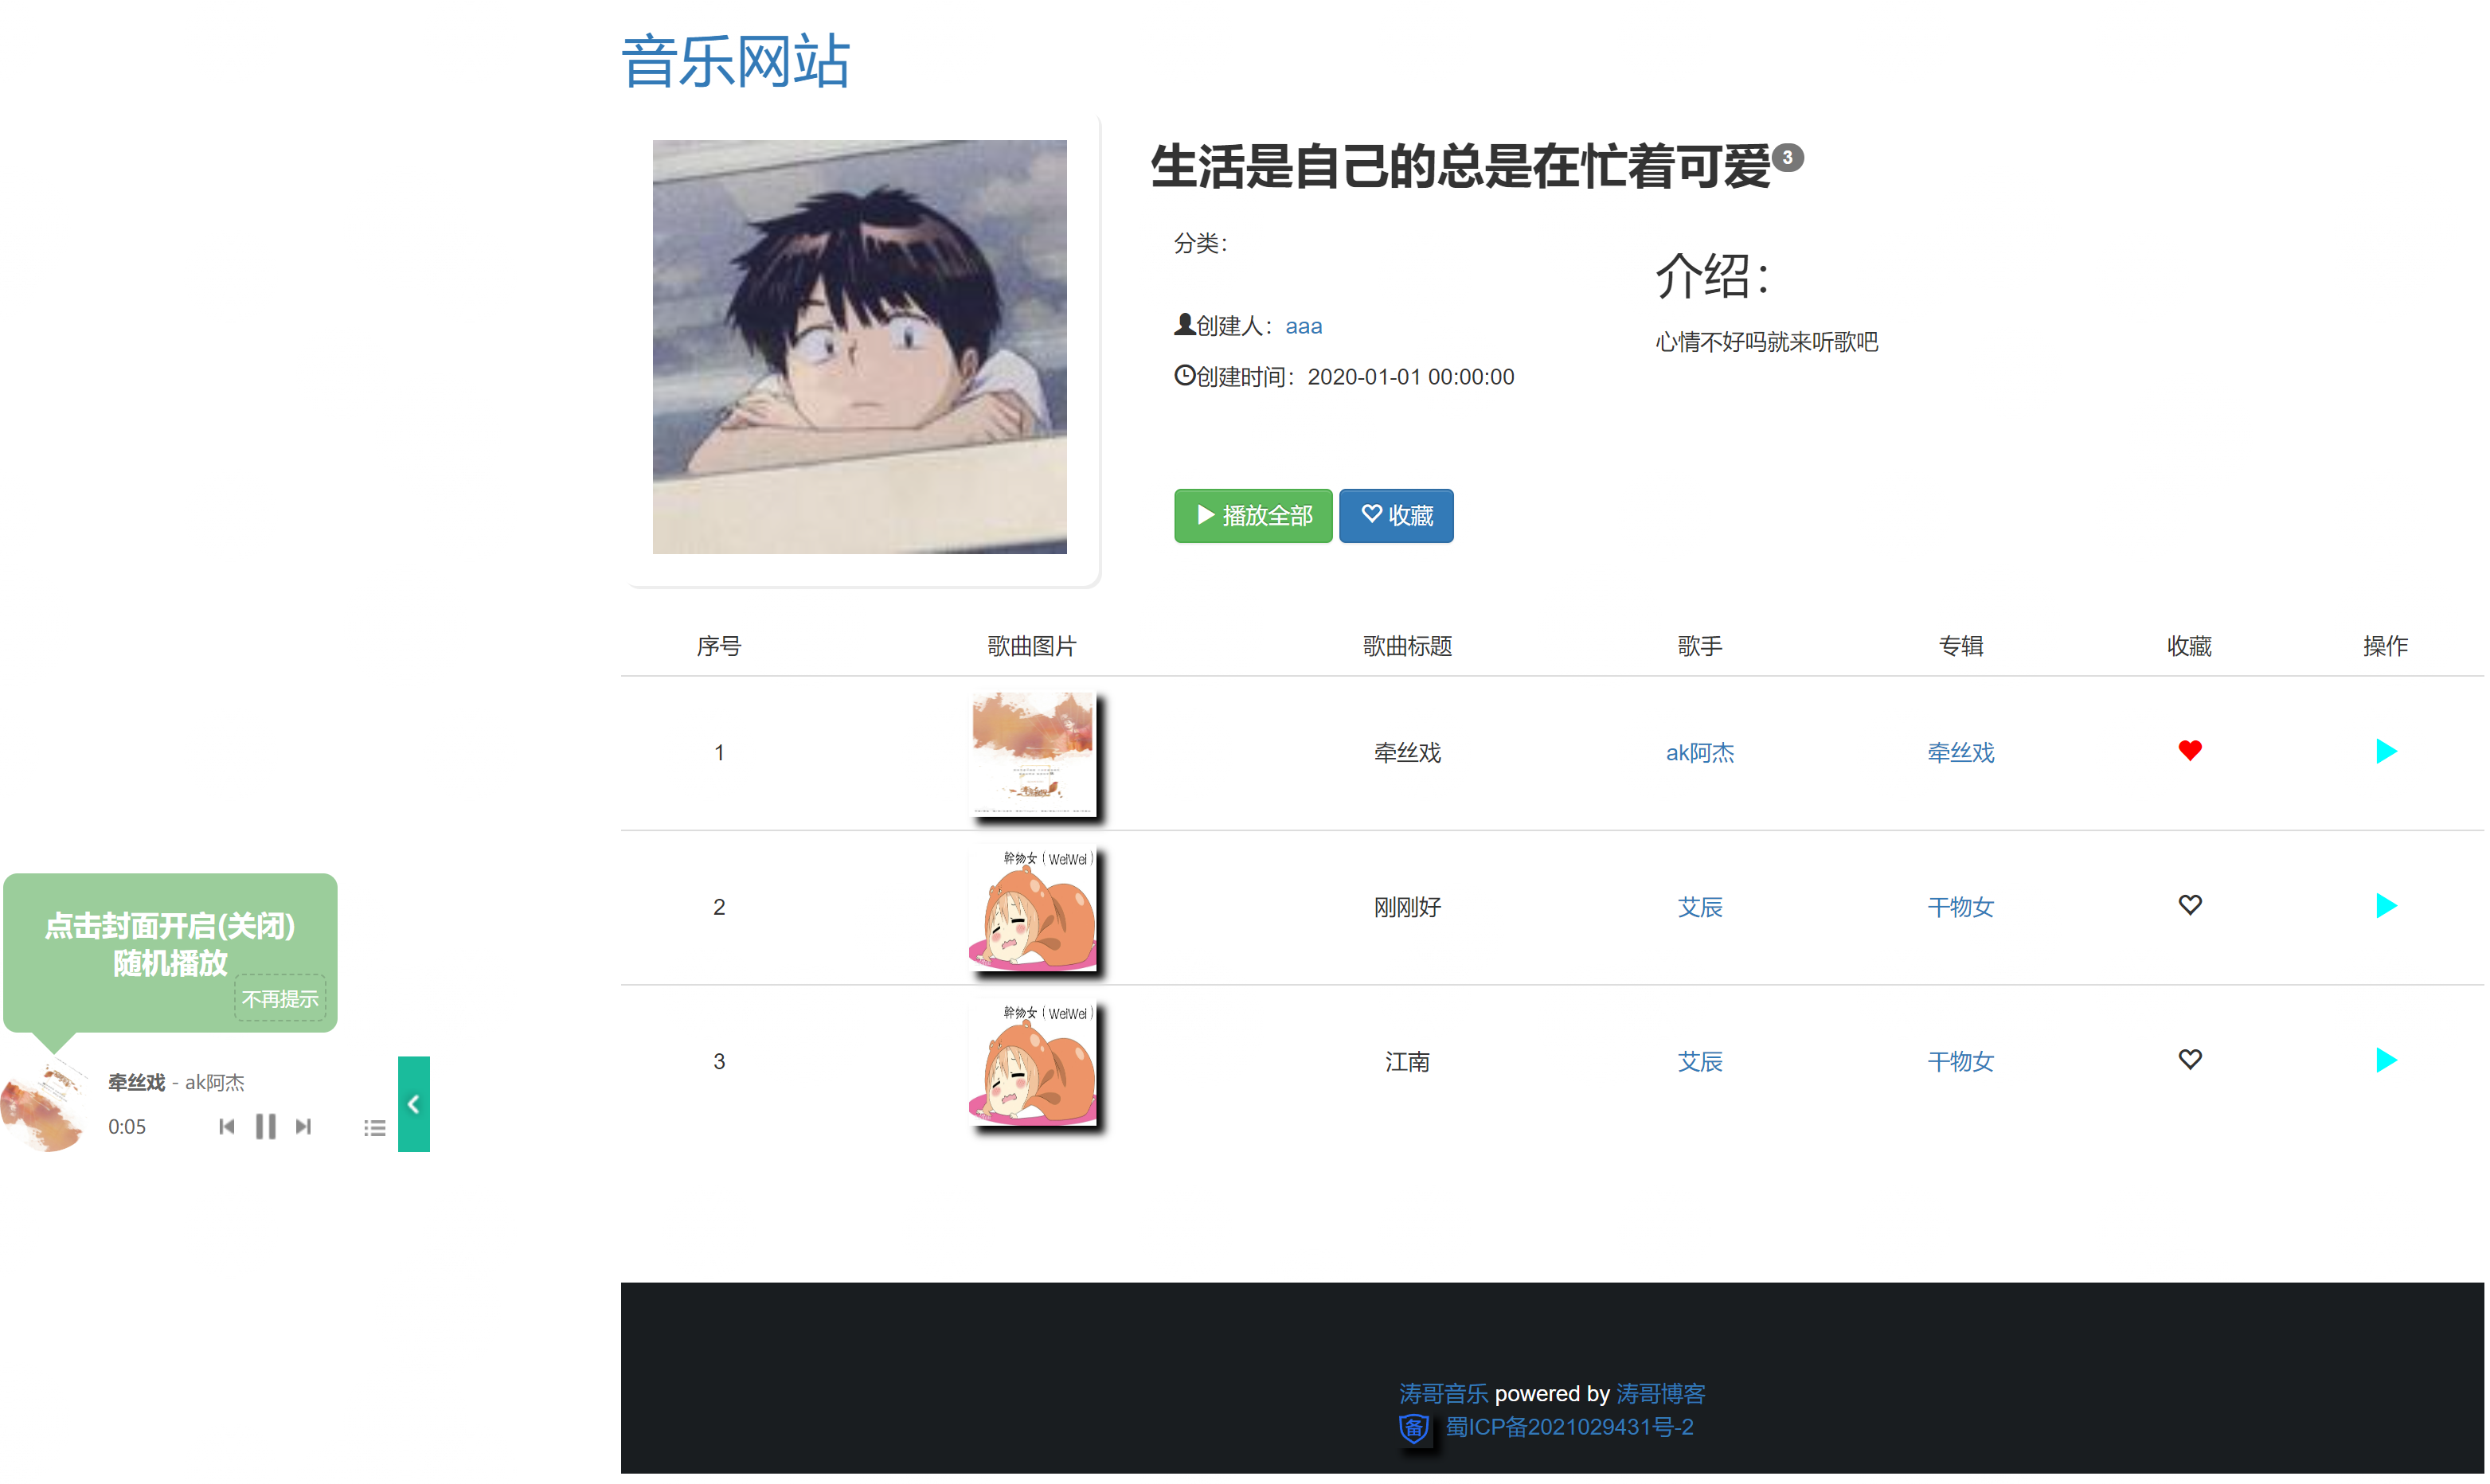 音乐网站
生活是自己的总是在忙着可爱 3
分类：
介绍：
创建人：aaa
心情不好吗就来听歌吧
创建时间：2020-01-01 00:00:00
播放全部 收藏
序号 歌曲图片 歌曲标题 歌手 专辑 收藏 操作
1 牵丝戏 ak阿杰 牵丝戏
幹物女（WeiWei）
2 刚刚好 艾辰 干物女
幹物女（WeiWei）
3 江南 艾辰 干物女
点击封面开启(关闭)
随机播放
不再提示
牵丝戏 - ak阿杰
0:05
涛哥音乐 powered by 涛哥博客
备 蜀ICP备2021029431号-2